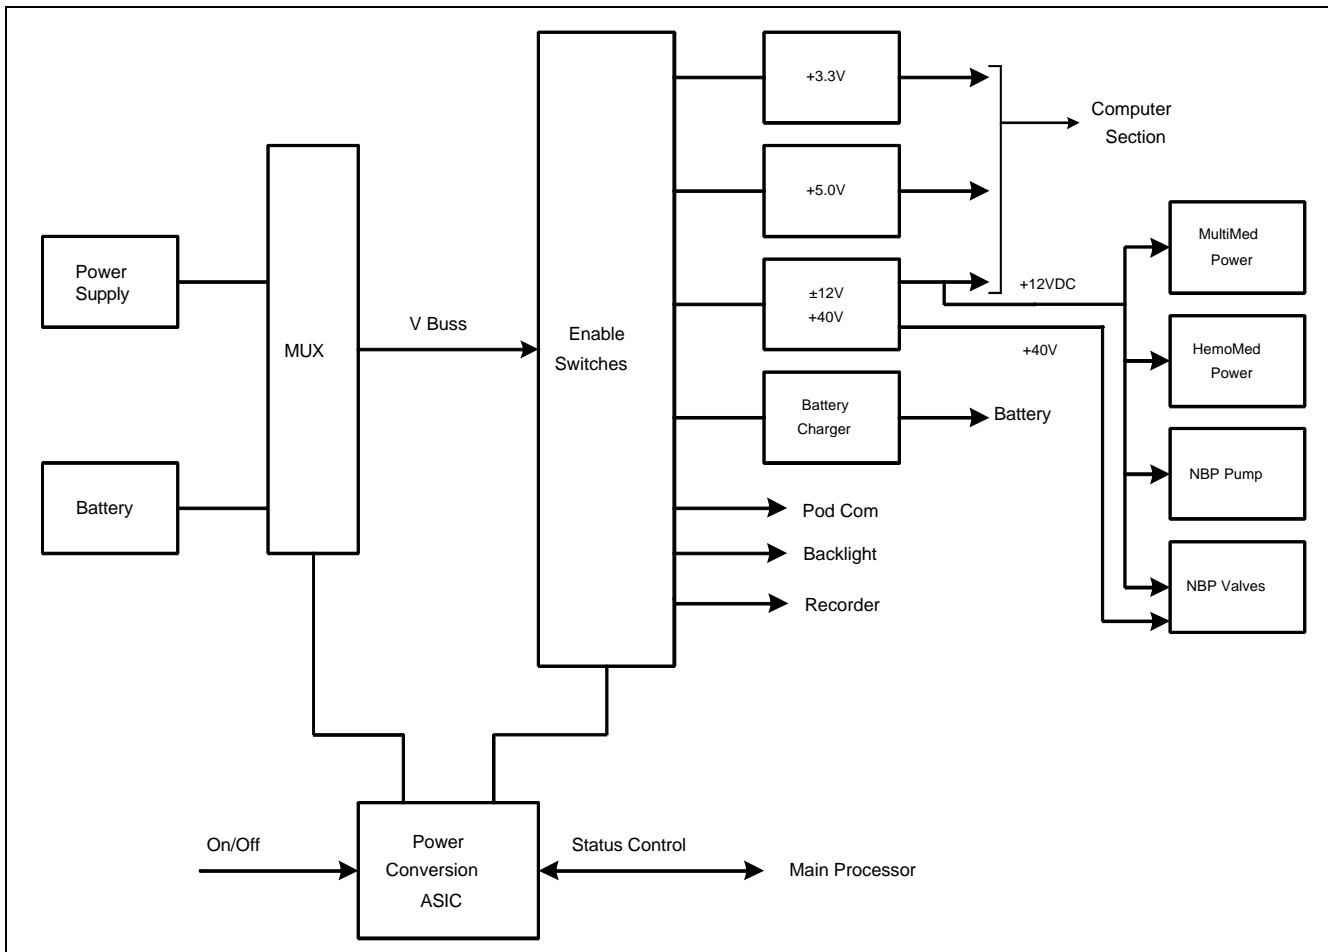 +3.3V
Computer
Section
+5.0V
Power
Supply
MultiMed
Power
±12V
+40V
+12VDC
V Buss
MUX
Enable
Switches
+40V
HemoMed
Power
Battery
Charger
Battery
Battery
Pod Com
Backlight
Recorder
NBP Pump
NBP Valves
On/Off
Power
Conversion
ASIC
Status Control
Main Processor